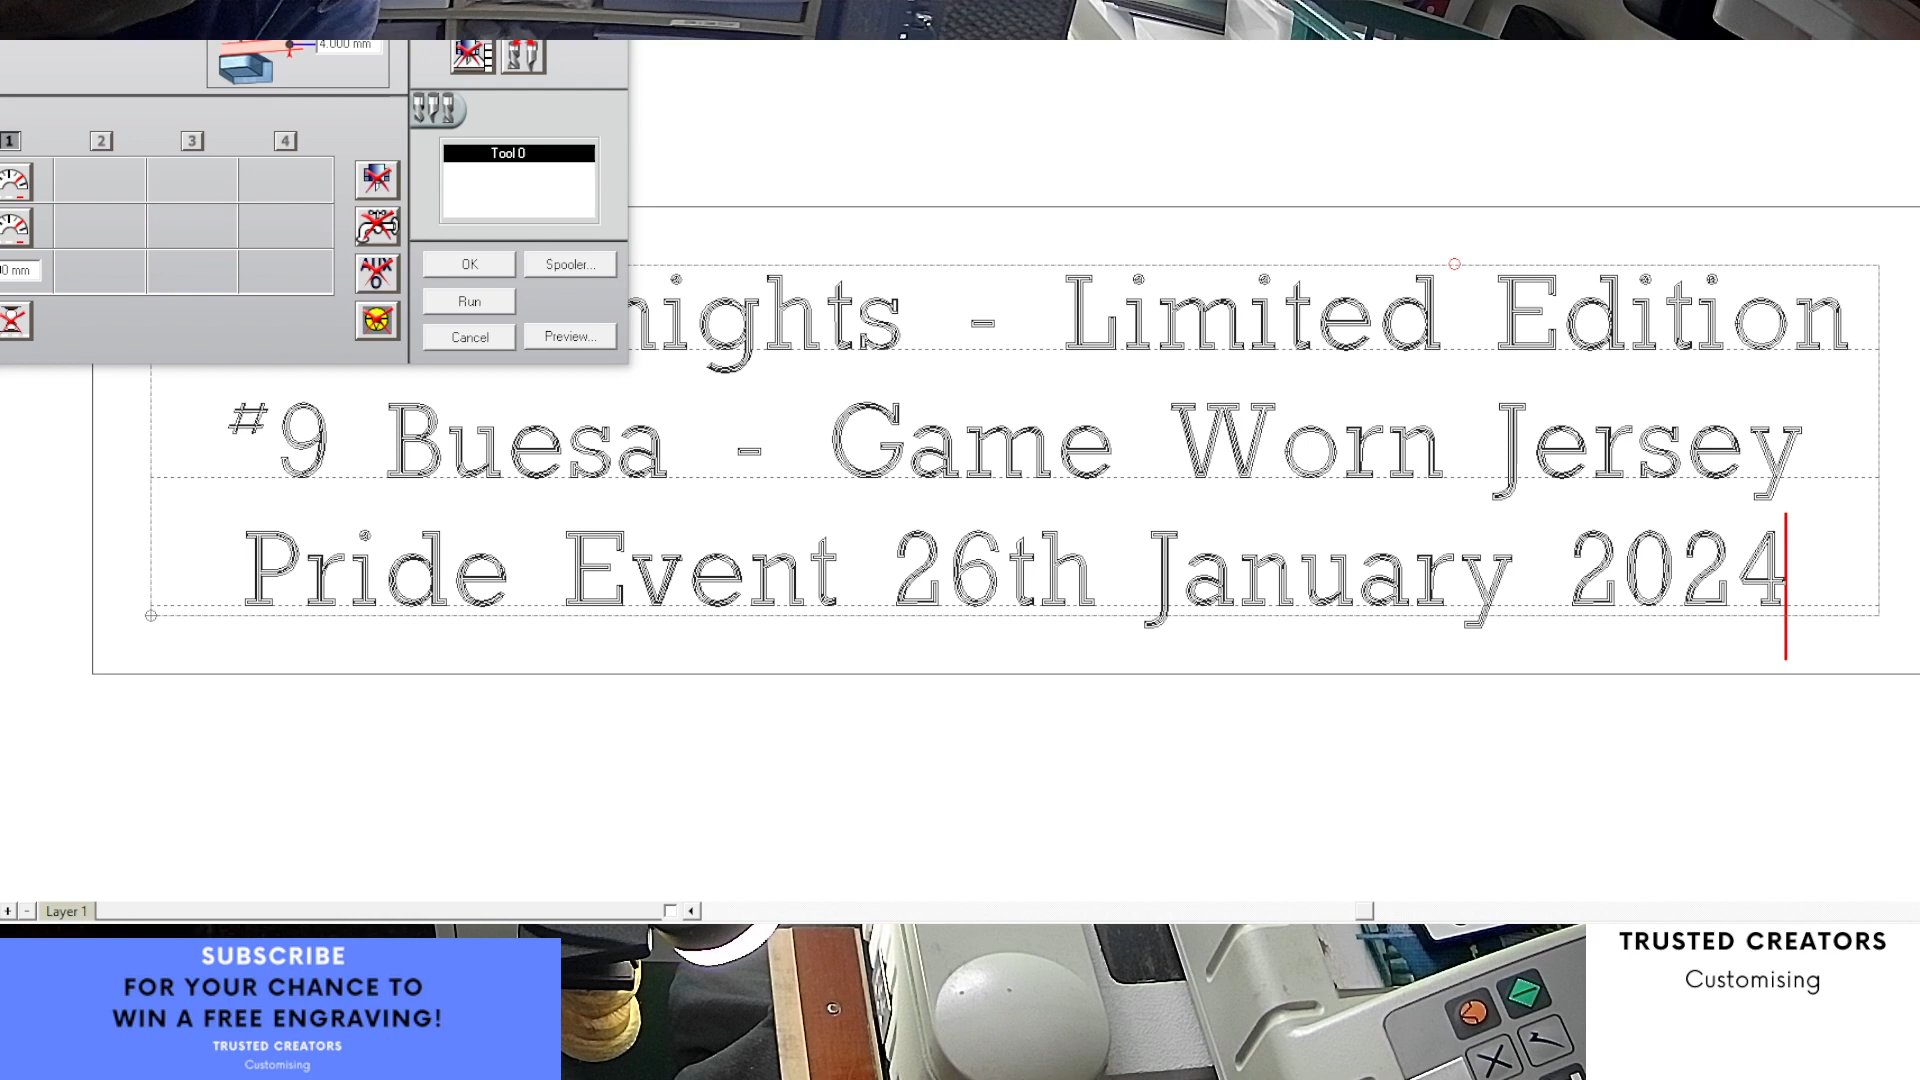 4.000 mm
1 2 3 4
Tool 0
OK Spooler...
Run
Cancel Preview...
AUX
0
nights - Limited Edition
#9 Buesa - Game Worn Jersey
Pride Event 26th January 2024
+ - Layer 1
SUBSCRIBE
FOR YOUR CHANCE TO
WIN A FREE ENGRAVING!
TRUSTED CREATORS
Customising
TRUSTED CREATORS
Customising